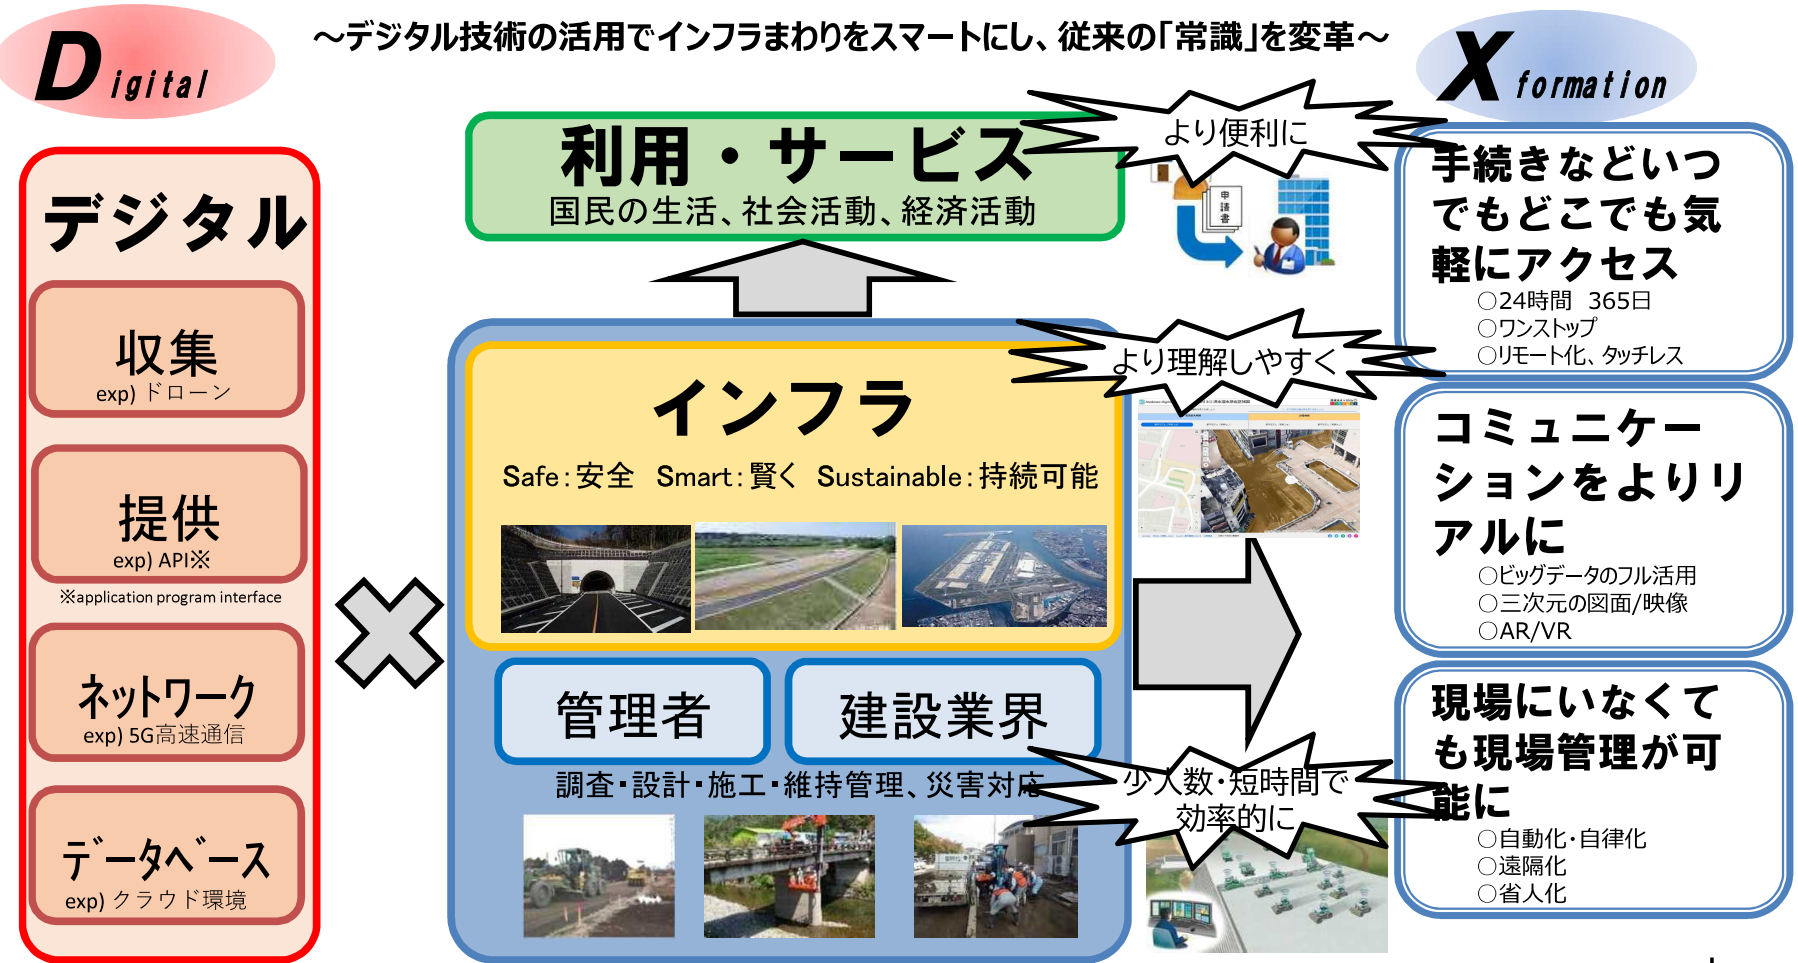 ～デジタル技術の活用でインフラまわりをスマートにし、従来の「常識」を変革～
Digital
Xformation
デジタル
収集
exp) ドローン
提供
exp) API※
※application program interface
ネットワーク
exp) 5G高速通信
データベース
exp) クラウド環境
利用・サービス
国民の生活、社会活動、経済活動
インフラ
Safe：安全 Smart：賢く Sustainable：持続可能
管理者
建設業界
調査・設計・施工・維持管理、災害対応
より便利に
申請書
より理解しやすく
少人数・短時間で
効率的に
手続きなどいつ
でもどこでも気
軽にアクセス
○24時間 365日
○ワンストップ
○リモート化、タッチレス
コミュニケー
ションをよりリ
アルに
○ビッグデータのフル活用
○三次元の図面/映像
○AR/VR
現場にいなくて
も現場管理が可
能に
○自動化・自律化
○遠隔化
○省人化